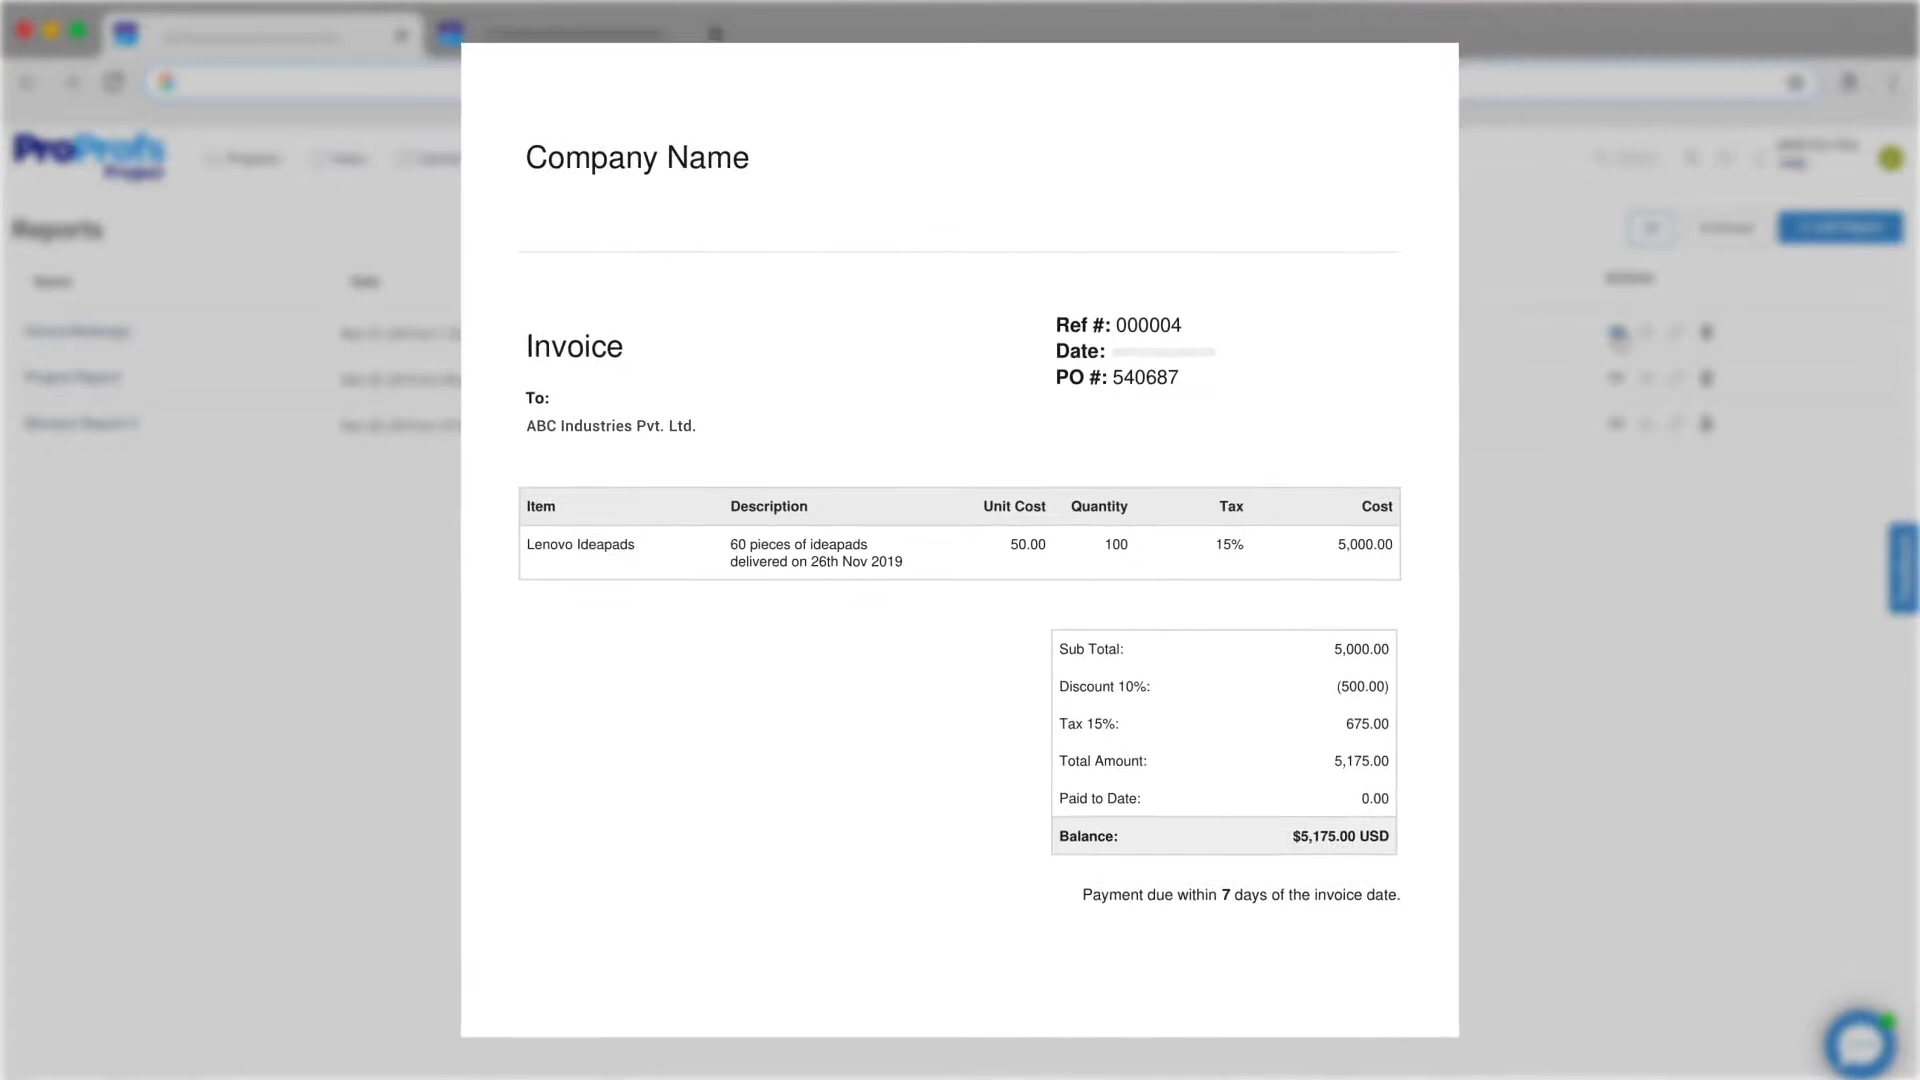 ProProfs
Project
Reports
Company Name
Invoice
Ref #: 000004
Date:
PO #: 540687
To:
ABC Industries Pvt. Ltd.
Item Description Unit Cost Quantity Tax Cost
Lenovo Ideapads 60 pieces of ideapads 50.00 100 15% 5,000.00
delivered on 26th Nov 2019
Sub Total: 5,000.00
Discount 10%: (500.00)
Tax 15%: 675.00
Total Amount: 5,175.00
Paid to Date: 0.00
Balance: $5,175.00 USD
Payment due within 7 days of the invoice date.